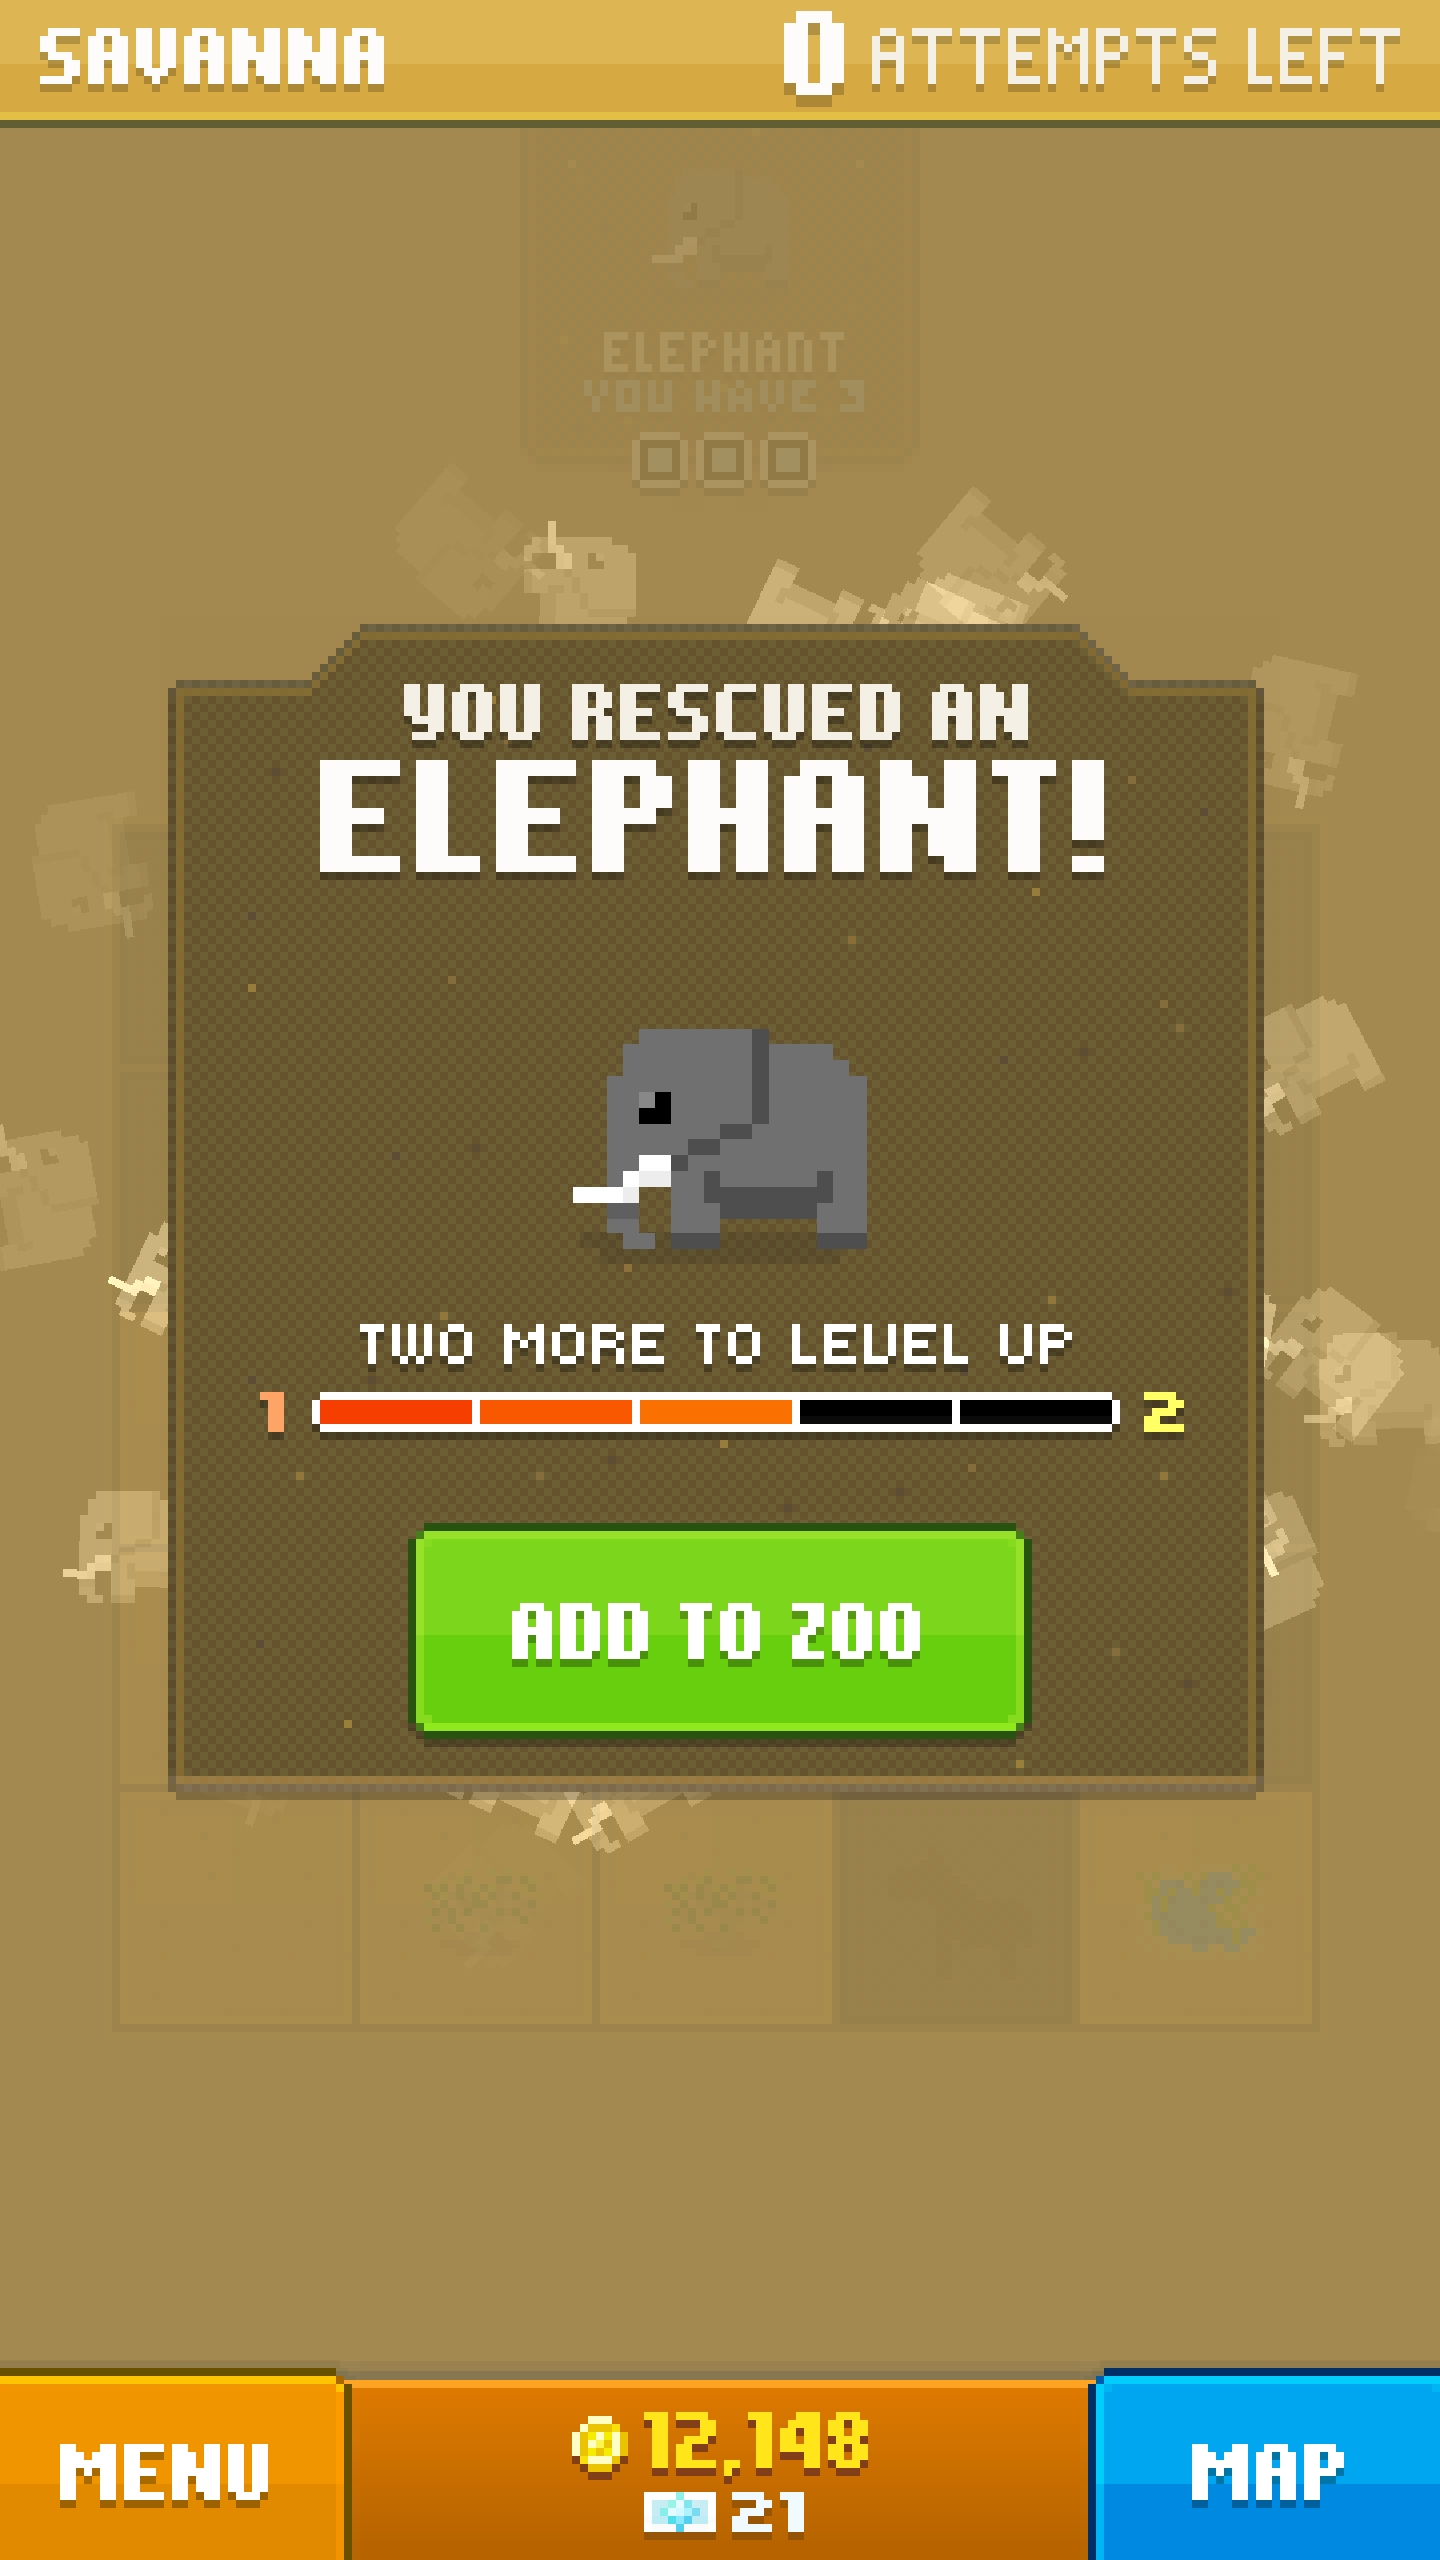 SAVANNA
0 ATTEMPTS LEFT
ELEPHANT
YOU HAVE 3
YOU RESCUED AN
ELEPHANT!
TWO MORE TO LEVEL UP
1
2
ADD TO ZOO
MENU
12,148
21
MAP